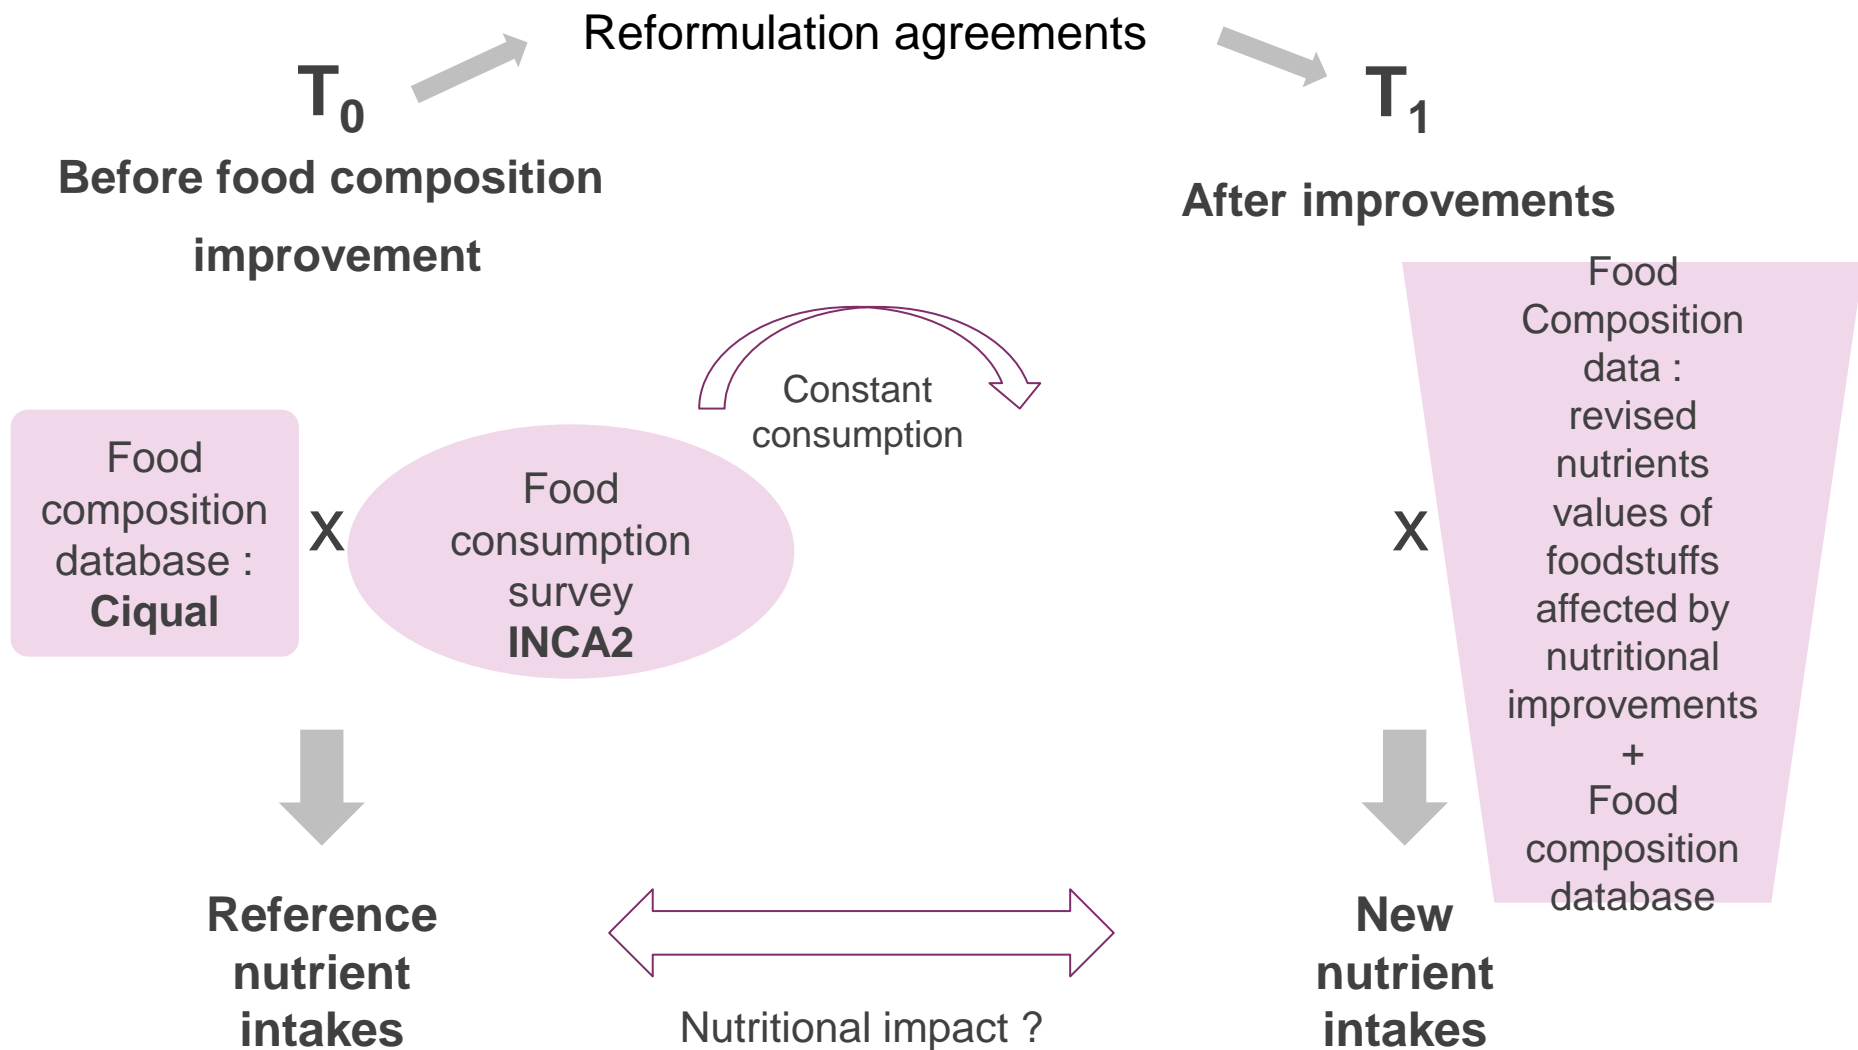 Reformulation agreements
T0
Before food composition
improvement
T1
After improvements
Constant
consumption
Food
composition
database :
Ciqual
X
Food
consumption
survey
INCA2
X
Food
Composition
data :
revised
nutrients
values of
foodstuffs
affected by
nutritional
improvements
+
Food
composition
database
Reference
nutrient
intakes
Nutritional impact ?
New
nutrient
intakes